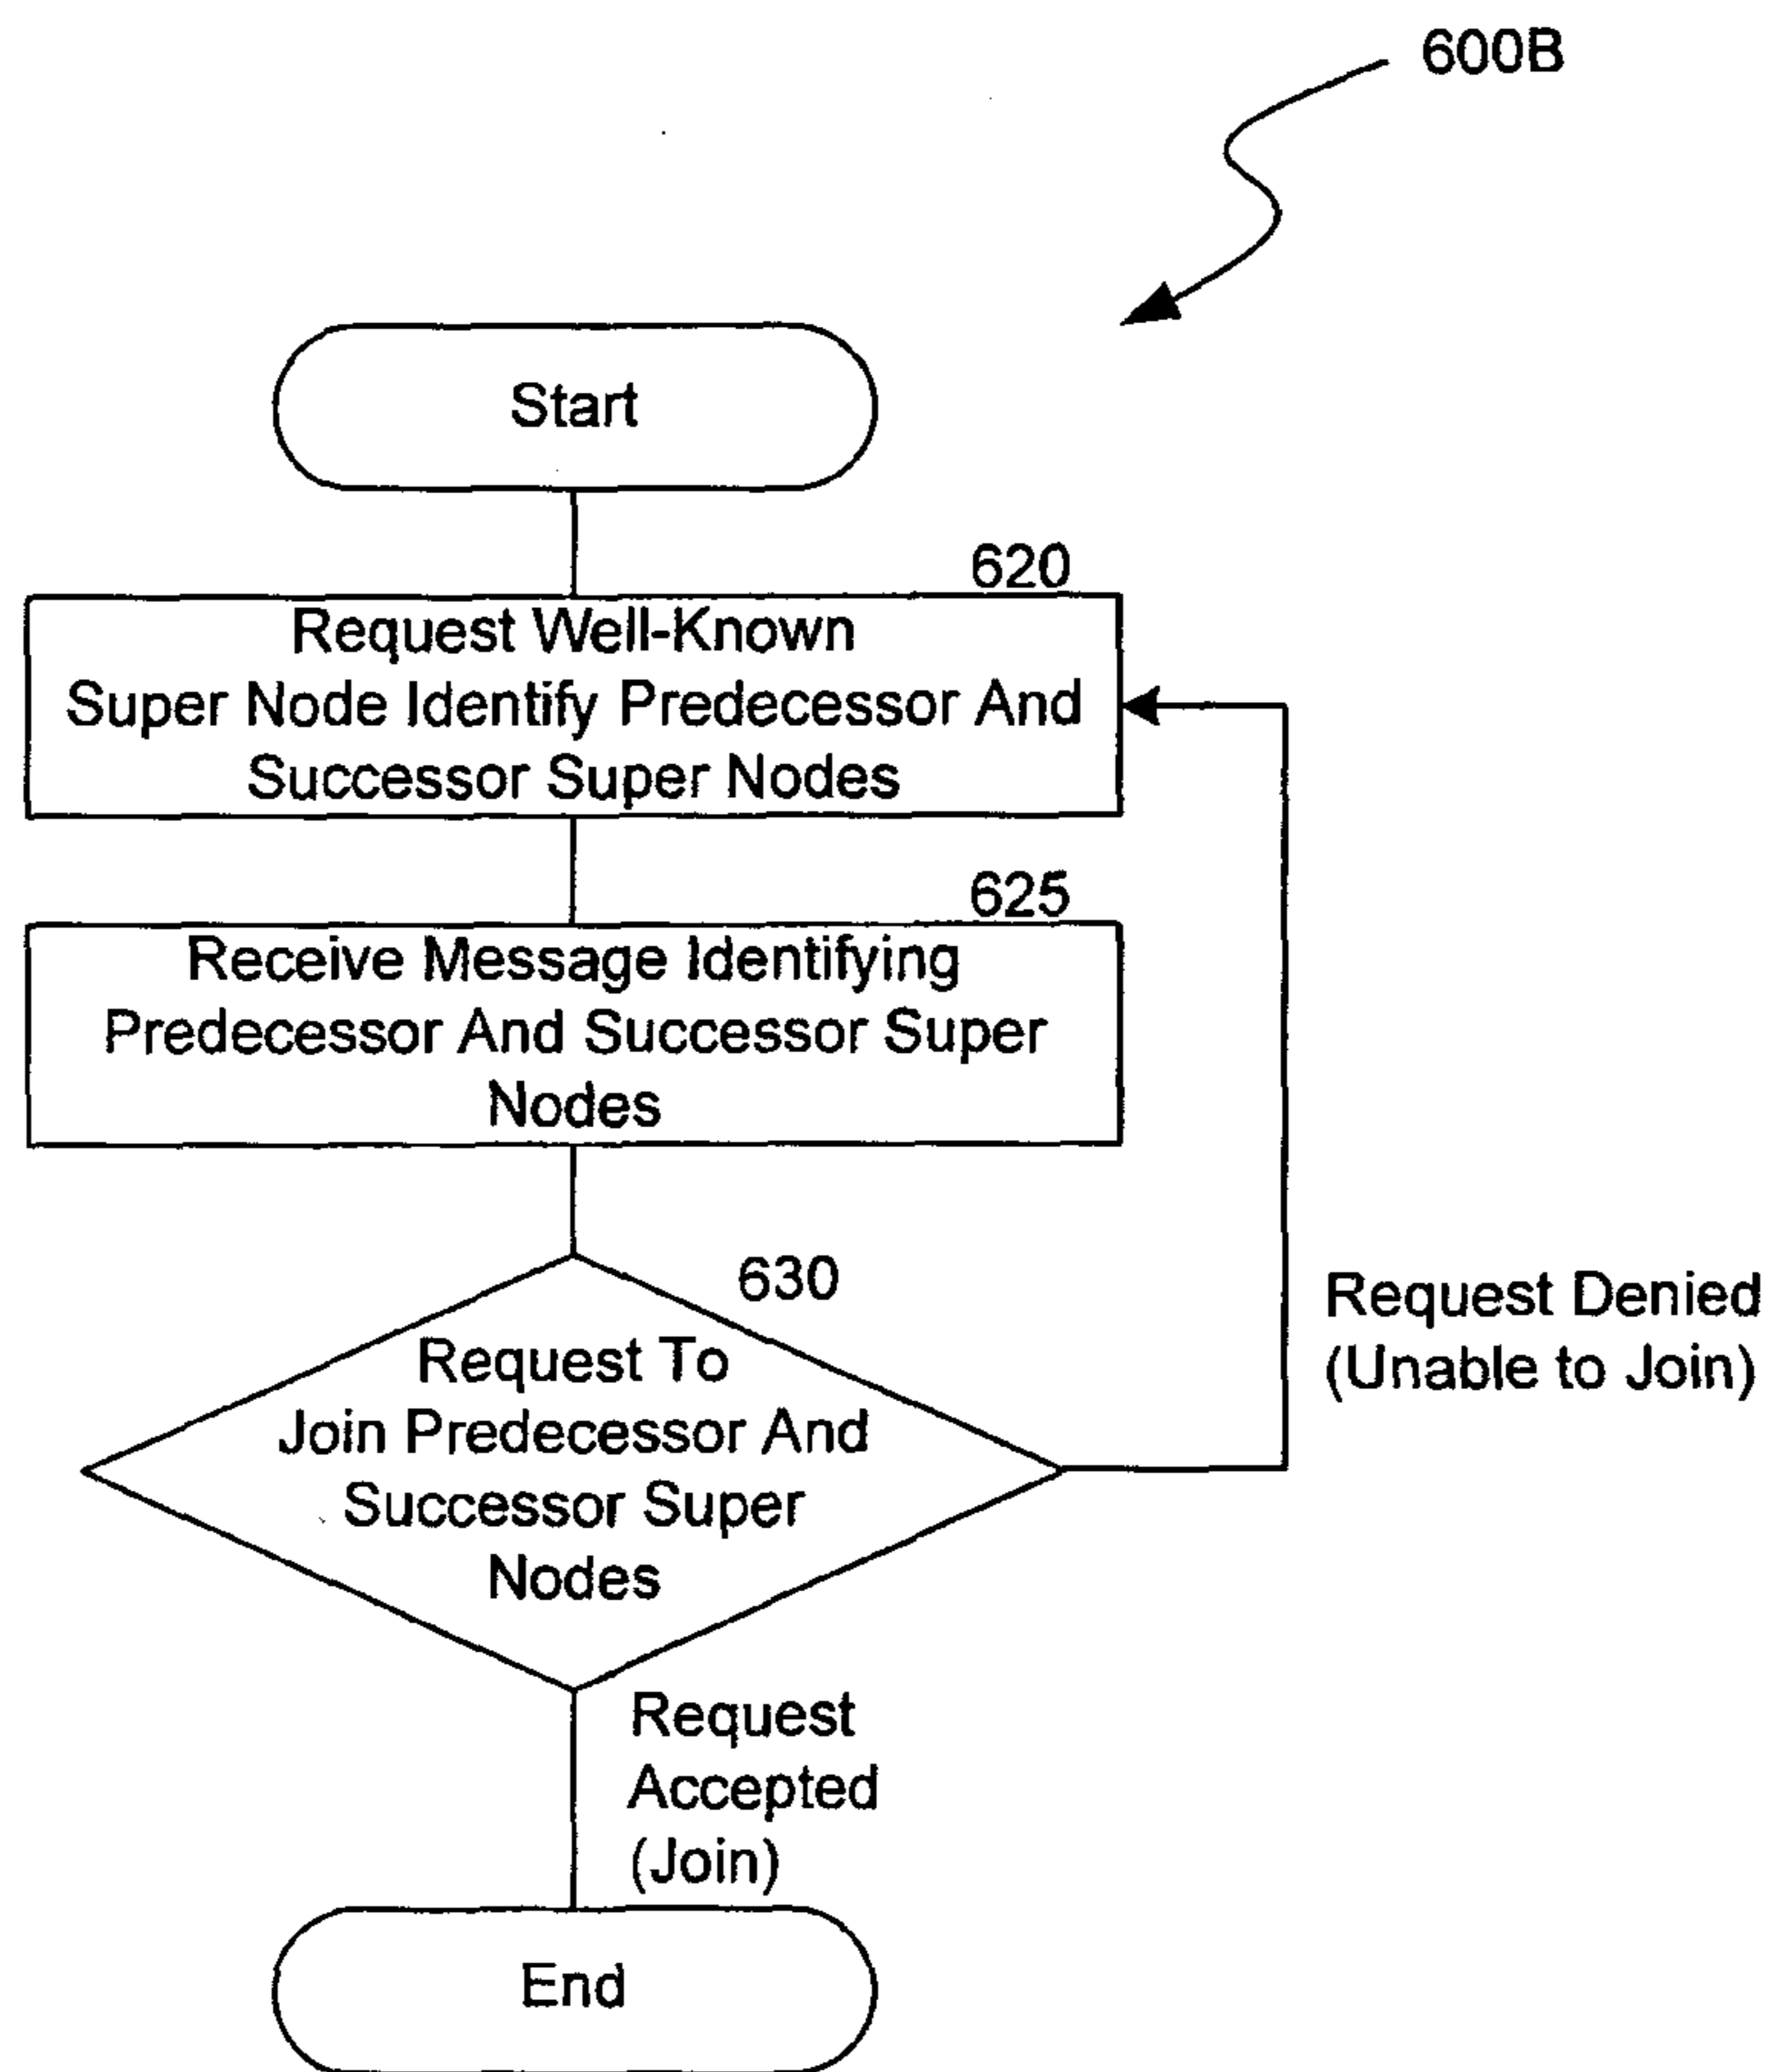 600B
Start
620
Request Well-Known
Super Node Identify Predecessor And
Successor Super Nodes
625
Receive Message Identifying
Predecessor And Successor Super
Nodes
630
Request To
Join Predecessor And
Successor Super
Nodes
Request Denied
(Unable to Join)
Request
Accepted
(Join)
End